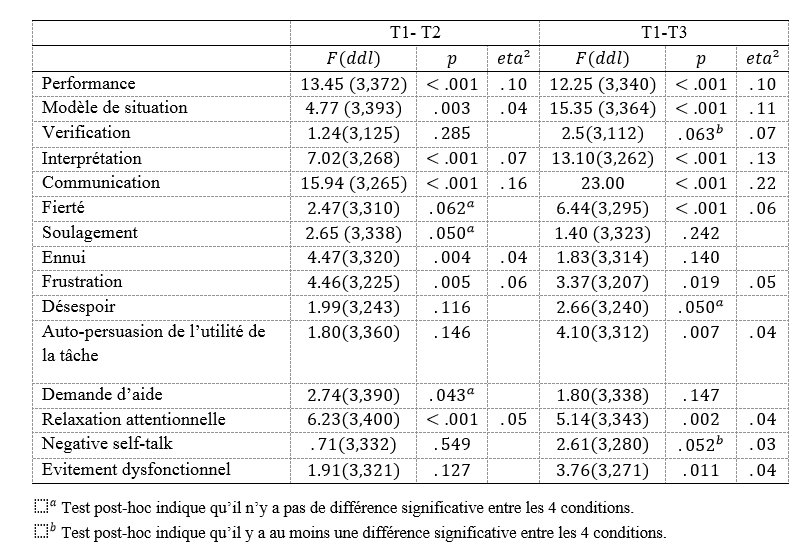 T1- T2 T1-T3
F(ddl) p eta² F(ddl) p eta²
Performance 13.45 (3,372) < .001 .10 12.25 (3,340) < .001 .10
Modèle de situation 4.77 (3,393) .003 .04 15.35 (3,364) < .001 .11
Verification 1.24(3,125) .285 2.5(3,112) .063ᵇ .07
Interprétation 7.02(3,268) < .001 .07 13.10(3,262) < .001 .13
Communication 15.94 (3,265) < .001 .16 23.00 < .001 .22
Fierté 2.47(3,310) .062ᵃ 6.44(3,295) < .001 .06
Soulagement 2.65 (3,338) .050ᵃ 1.40 (3,323) .242
Ennui 4.47(3,320) .004 .04 1.83(3,314) .140
Frustration 4.46(3,225) .005 .06 3.37(3,207) .019 .05
Désespoir 1.99(3,243) .116 2.66(3,240) .050ᵃ
Auto-persuasion de l’utilité de 1.80(3,360) .146 4.10(3,312) .007 .04
la tâche
Demande d’aide 2.74(3,390) .043ᵃ 1.80(3,338) .147
Relaxation attentionnelle 6.23(3,400) < .001 .05 5.14(3,343) .002 .04
Negative self-talk .71(3,332) .549 2.61(3,280) .052ᵇ .03
Evitement dysfonctionnel 1.91(3,321) .127 3.76(3,271) .011 .04
ᵃ Test post-hoc indique qu’il n’y a pas de différence significative entre les 4 conditions.
ᵇ Test post-hoc indique qu’il y a au moins une différence significative entre les 4 conditions.